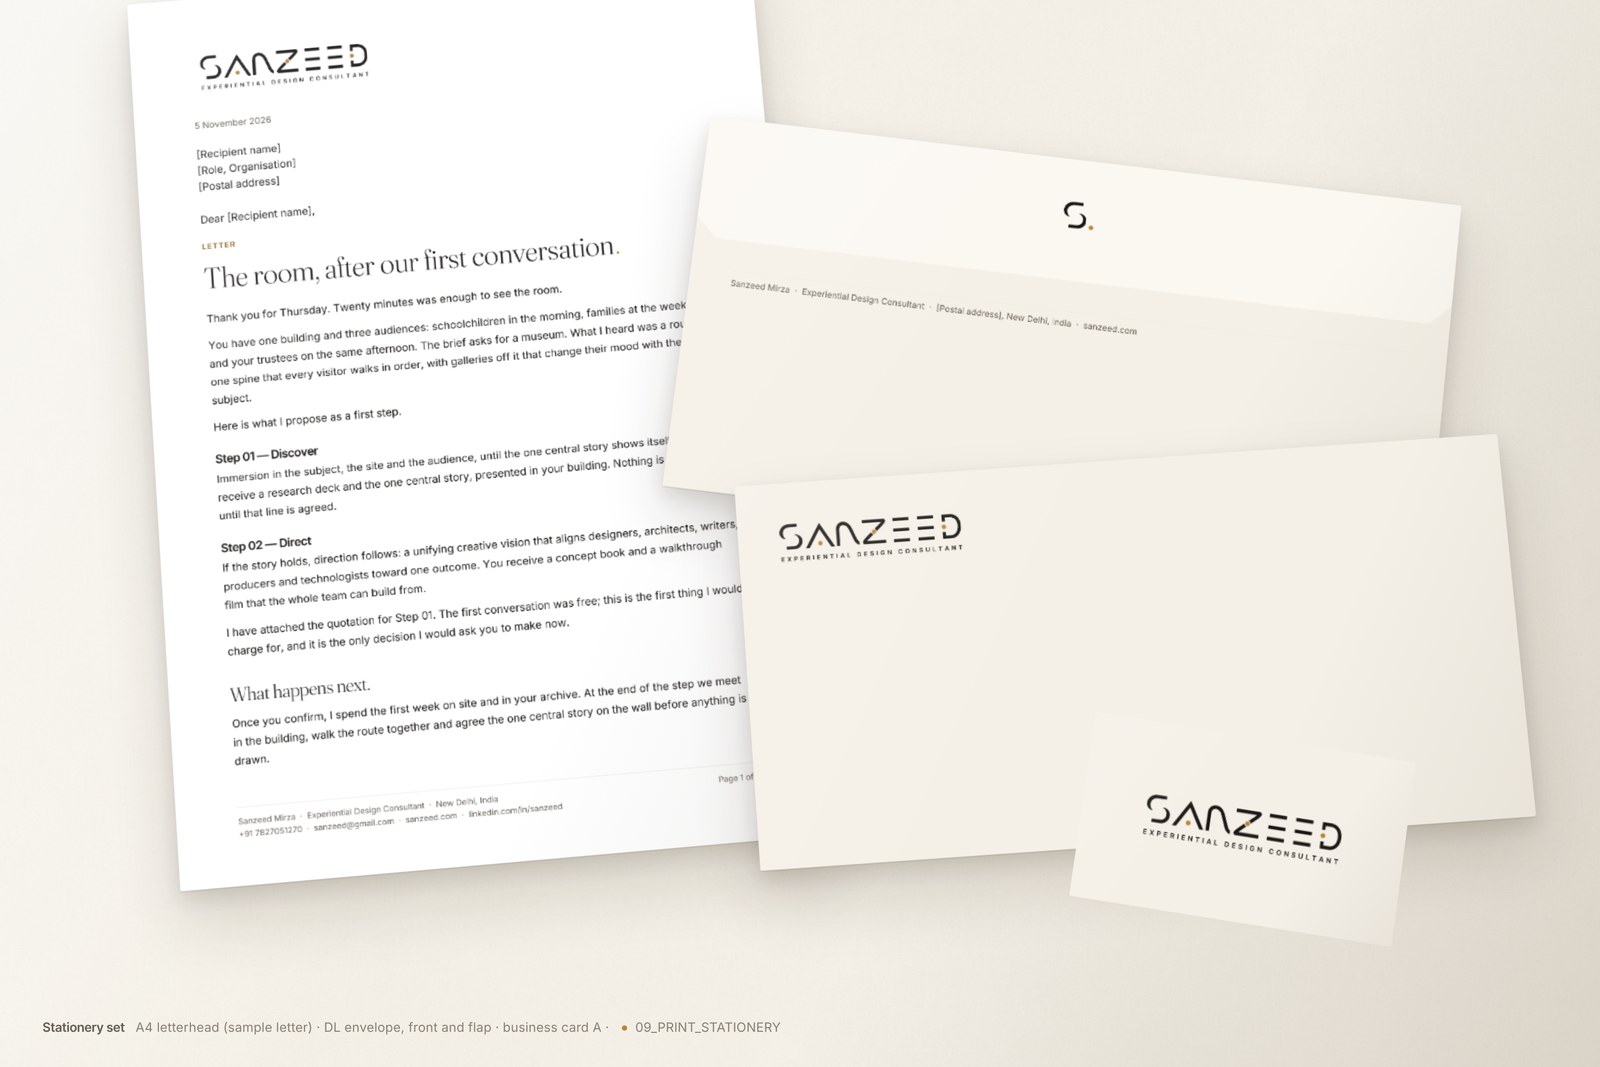 SANZEED
EXPERIENTIAL DESIGN CONSULTANT
5 November 2026
[Recipient name]
[Role, Organisation]
[Postal address]
Dear [Recipient name],
LETTER
The room, after our first conversation.
Thank you for Thursday. Twenty minutes was enough to see the room.
You have one building and three audiences: schoolchildren in the morning, families at the week
and your trustees on the same afternoon. The brief asks for a museum. What I heard was a
one spine that every visitor walks in order, with galleries off it that change their mood with the
subject.
Here is what I propose as a first step.
Step 01 — Discover
Immersion in the subject, the site and the audience, until the one central story shows
receive a research deck and the one central story, presented in your building. Nothing is
until that line is agreed.
Step 02 — Direct
If the story holds, direction follows: a unifying creative vision that aligns designers, architects, writers,
producers and technologists toward one outcome. You receive a concept book and a walkthrough
film that the whole team can build from.
I have attached the quotation for Step 01. The first conversation was free; this is the first thing I would
charge for, and it is the only decision I would ask you to make now.
What happens next.
Once you confirm, I spend the first week on site and in your archive. At the end of the step we meet
in the building, walk the route together and agree the one central story on the wall before anything is
drawn.
Page 1 of
Sanzeed Mirza · Experiential Design Consultant · New Delhi, India
+91 7827051270 · sanzeed@gmail.com · sanzeed.com · linkedin.com/in/sanzeed
S.
Sanzeed Mirza · Experiential Design Consultant · [Postal address], New Delhi, India · sanzeed.com
SANZEED
EXPERIENTIAL DESIGN CONSULTANT
SANZEED
EXPERIENTIAL DESIGN CONSULTANT
Stationery set A4 letterhead (sample letter) · DL envelope, front and flap · business card A · • 09_PRINT_STATIONERY